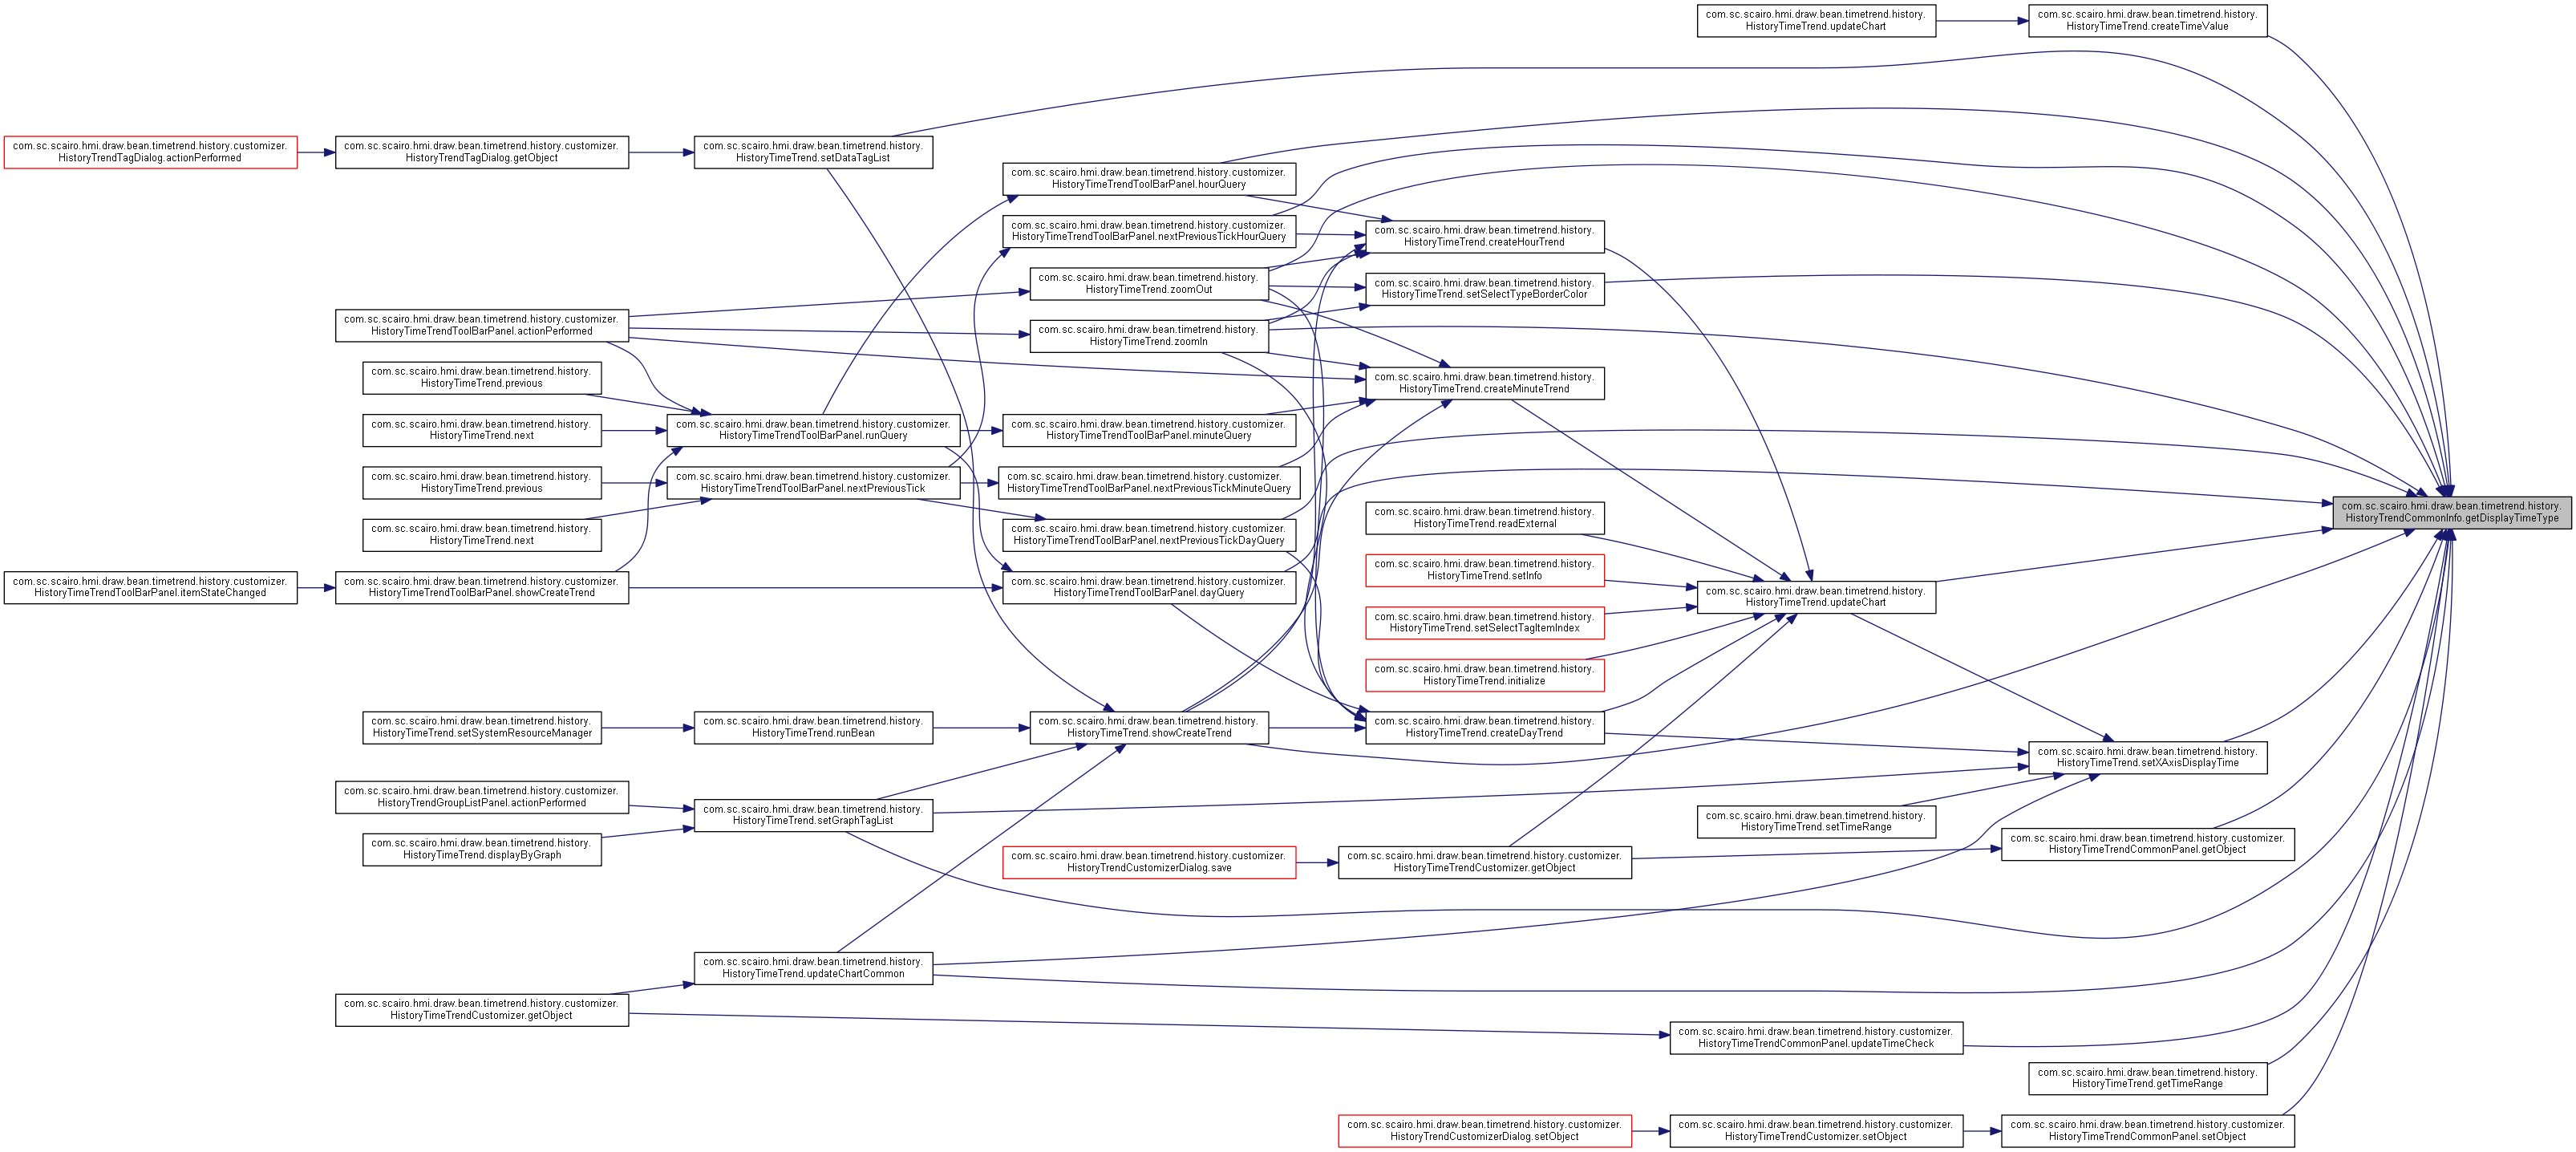 com.sc.scairo.hmi.draw.bean.timetrend.history.
HistoryTimeTrend.updateChart
com.sc.scairo.hmi.draw.bean.timetrend.history.
HistoryTimeTrend.createTimeValue
com.sc.scairo.hmi.draw.bean.timetrend.history.customizer.
HistoryTrendTagDialog.actionPerformed
com.sc.scairo.hmi.draw.bean.timetrend.history.customizer.
HistoryTrendTagDialog.getObject
com.sc.scairo.hmi.draw.bean.timetrend.history.
HistoryTimeTrend.setDataTagList
com.sc.scairo.hmi.draw.bean.timetrend.history.customizer.
HistoryTimeTrendToolBarPanel.hourQuery
com.sc.scairo.hmi.draw.bean.timetrend.history.customizer.
HistoryTimeTrendToolBarPanel.nextPreviousTickHourQuery
com.sc.scairo.hmi.draw.bean.timetrend.history.
HistoryTimeTrend.createHourTrend
com.sc.scairo.hmi.draw.bean.timetrend.history.
HistoryTimeTrend.zoomOut
com.sc.scairo.hmi.draw.bean.timetrend.history.
HistoryTimeTrend.setSelectTypeBorderColor
com.sc.scairo.hmi.draw.bean.timetrend.history.customizer.
HistoryTimeTrendToolBarPanel.actionPerformed
com.sc.scairo.hmi.draw.bean.timetrend.history.
HistoryTimeTrend.zoomIn
com.sc.scairo.hmi.draw.bean.timetrend.history.
HistoryTimeTrend.previous
com.sc.scairo.hmi.draw.bean.timetrend.history.
HistoryTimeTrend.createMinuteTrend
com.sc.scairo.hmi.draw.bean.timetrend.history.
HistoryTimeTrend.next
com.sc.scairo.hmi.draw.bean.timetrend.history.customizer.
HistoryTimeTrendToolBarPanel.runQuery
com.sc.scairo.hmi.draw.bean.timetrend.history.customizer.
HistoryTimeTrendToolBarPanel.minuteQuery
com.sc.scairo.hmi.draw.bean.timetrend.history.
HistoryTimeTrend.previous
com.sc.scairo.hmi.draw.bean.timetrend.history.customizer.
HistoryTimeTrendToolBarPanel.nextPreviousTick
com.sc.scairo.hmi.draw.bean.timetrend.history.customizer.
HistoryTimeTrendToolBarPanel.nextPreviousTickMinuteQuery
com.sc.scairo.hmi.draw.bean.timetrend.history.
HistoryTrendCommonInfo.getDisplayTimeType
com.sc.scairo.hmi.draw.bean.timetrend.history.
HistoryTimeTrend.next
com.sc.scairo.hmi.draw.bean.timetrend.history.customizer.
HistoryTimeTrendToolBarPanel.nextPreviousTickDayQuery
com.sc.scairo.hmi.draw.bean.timetrend.history.
HistoryTimeTrend.readExternal
com.sc.scairo.hmi.draw.bean.timetrend.history.
HistoryTimeTrend.setInfo
com.sc.scairo.hmi.draw.bean.timetrend.history.customizer.
HistoryTimeTrendToolBarPanel.itemStateChanged
com.sc.scairo.hmi.draw.bean.timetrend.history.customizer.
HistoryTimeTrendToolBarPanel.showCreateTrend
com.sc.scairo.hmi.draw.bean.timetrend.history.customizer.
HistoryTimeTrendToolBarPanel.dayQuery
com.sc.scairo.hmi.draw.bean.timetrend.history.
HistoryTimeTrend.updateChart
com.sc.scairo.hmi.draw.bean.timetrend.history.
HistoryTimeTrend.setSelectTagItemIndex
com.sc.scairo.hmi.draw.bean.timetrend.history.
HistoryTimeTrend.initialize
com.sc.scairo.hmi.draw.bean.timetrend.history.
HistoryTimeTrend.setSystemResourceManager
com.sc.scairo.hmi.draw.bean.timetrend.history.
HistoryTimeTrend.runBean
com.sc.scairo.hmi.draw.bean.timetrend.history.
HistoryTimeTrend.showCreateTrend
com.sc.scairo.hmi.draw.bean.timetrend.history.
HistoryTimeTrend.createDayTrend
com.sc.scairo.hmi.draw.bean.timetrend.history.
HistoryTimeTrend.setXAxisDisplayTime
com.sc.scairo.hmi.draw.bean.timetrend.history.customizer.
HistoryTrendGroupListPanel.actionPerformed
com.sc.scairo.hmi.draw.bean.timetrend.history.
HistoryTimeTrend.setGraphTagList
com.sc.scairo.hmi.draw.bean.timetrend.history.
HistoryTimeTrend.setTimeRange
com.sc.scairo.hmi.draw.bean.timetrend.history.
HistoryTimeTrend.displayByGraph
com.sc.scairo.hmi.draw.bean.timetrend.history.customizer.
HistoryTrendCustomizerDialog.save
com.sc.scairo.hmi.draw.bean.timetrend.history.customizer.
HistoryTimeTrendCustomizer.getObject
com.sc.scairo.hmi.draw.bean.timetrend.history.customizer.
HistoryTimeTrendCommonPanel.getObject
com.sc.scairo.hmi.draw.bean.timetrend.history.
HistoryTimeTrend.updateChartCommon
com.sc.scairo.hmi.draw.bean.timetrend.history.customizer.
HistoryTimeTrendCustomizer.getObject
com.sc.scairo.hmi.draw.bean.timetrend.history.customizer.
HistoryTimeTrendCommonPanel.updateTimeCheck
com.sc.scairo.hmi.draw.bean.timetrend.history.
HistoryTimeTrend.getTimeRange
com.sc.scairo.hmi.draw.bean.timetrend.history.customizer.
HistoryTrendCustomizerDialog.setObject
com.sc.scairo.hmi.draw.bean.timetrend.history.customizer.
HistoryTimeTrendCustomizer.setObject
com.sc.scairo.hmi.draw.bean.timetrend.history.customizer.
HistoryTimeTrendCommonPanel.setObject